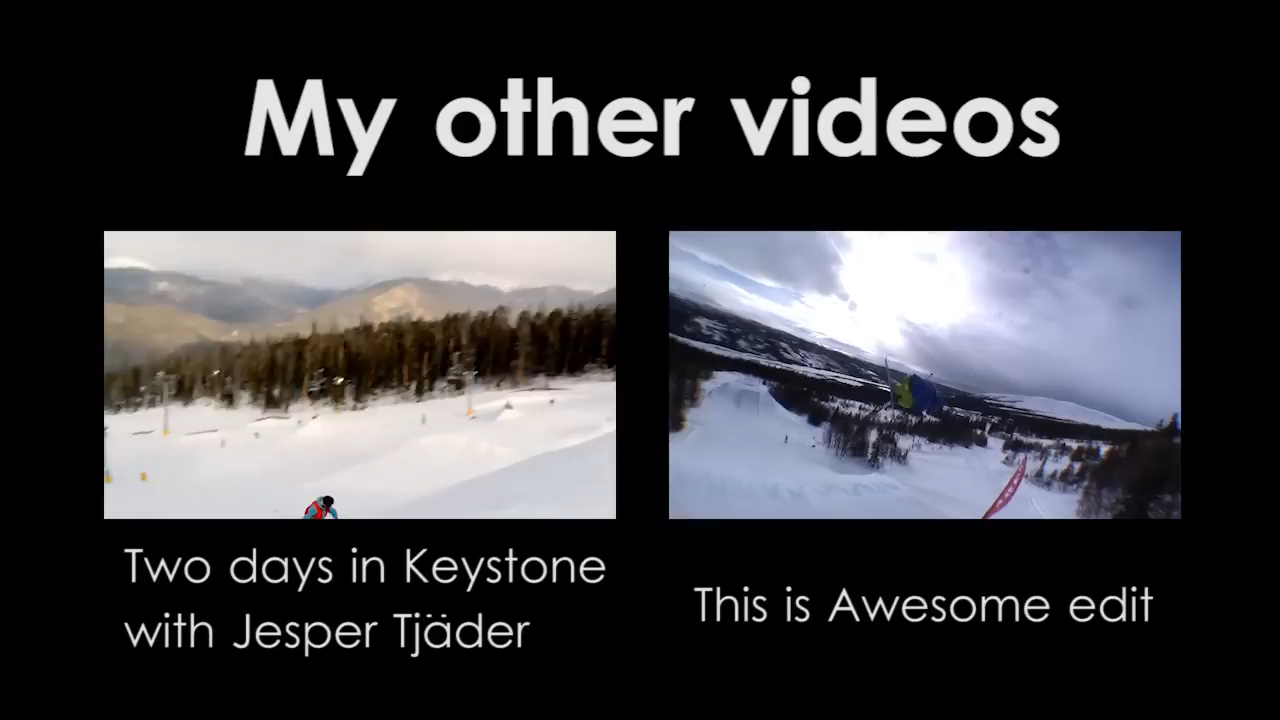 My other videos
Two days in Keystone
with Jesper Tjäder
This is Awesome edit